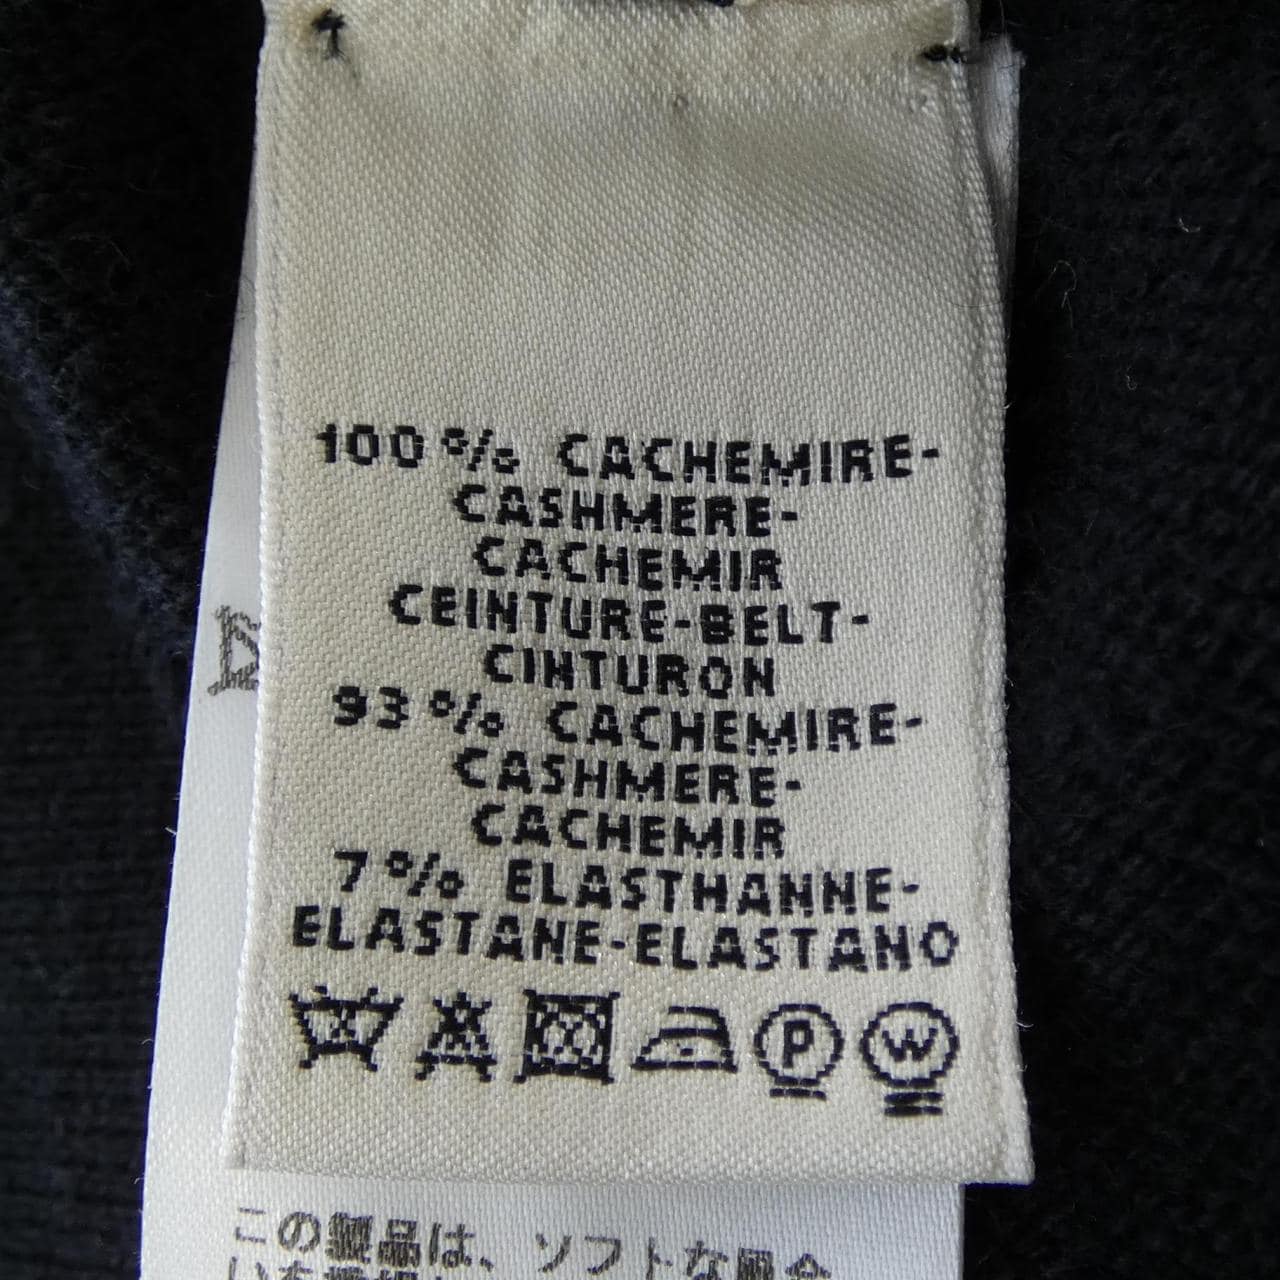 100% CACHEMIRE-
CASHMERE-
CACHEMIR
CEINTURE-BELT-
CINTURON
93% CACHEMIRE-
CASHMERE-
CACHEMIR
7% ELASTHANNE-
ELASTANE-ELASTANO
P W
この製品は、ソフトな風合